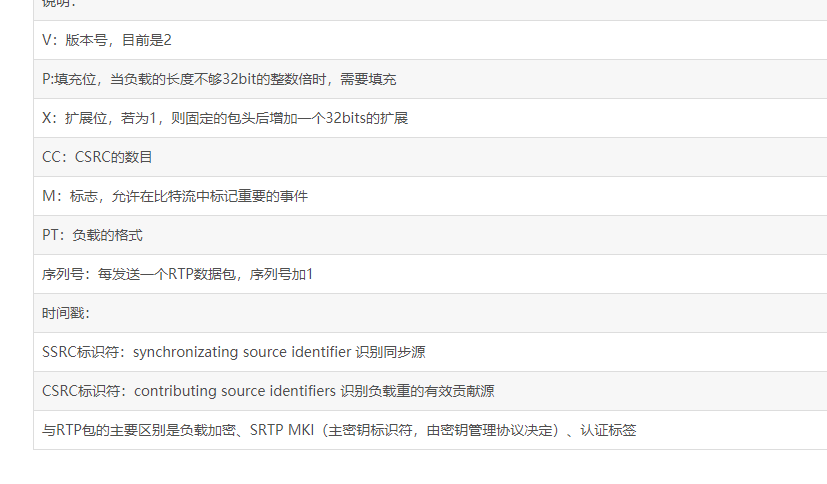 说明：
V：版本号，目前是2
P:填充位，当负载的长度不够32bit的整数倍时，需要填充
X：扩展位，若为1，则固定的包头后增加一个32bits的扩展
CC：CSRC的数目
M：标志，允许在比特流中标记重要的事件
PT：负载的格式
序列号：每发送一个RTP数据包，序列号加1
时间戳：
SSRC标识符：synchronizating source identifier 识别同步源
CSRC标识符：contributing source identifiers 识别负载重的有效贡献源
与RTP包的主要区别是负载加密、SRTP MKI（主密钥标识符，由密钥管理协议决定）、认证标签